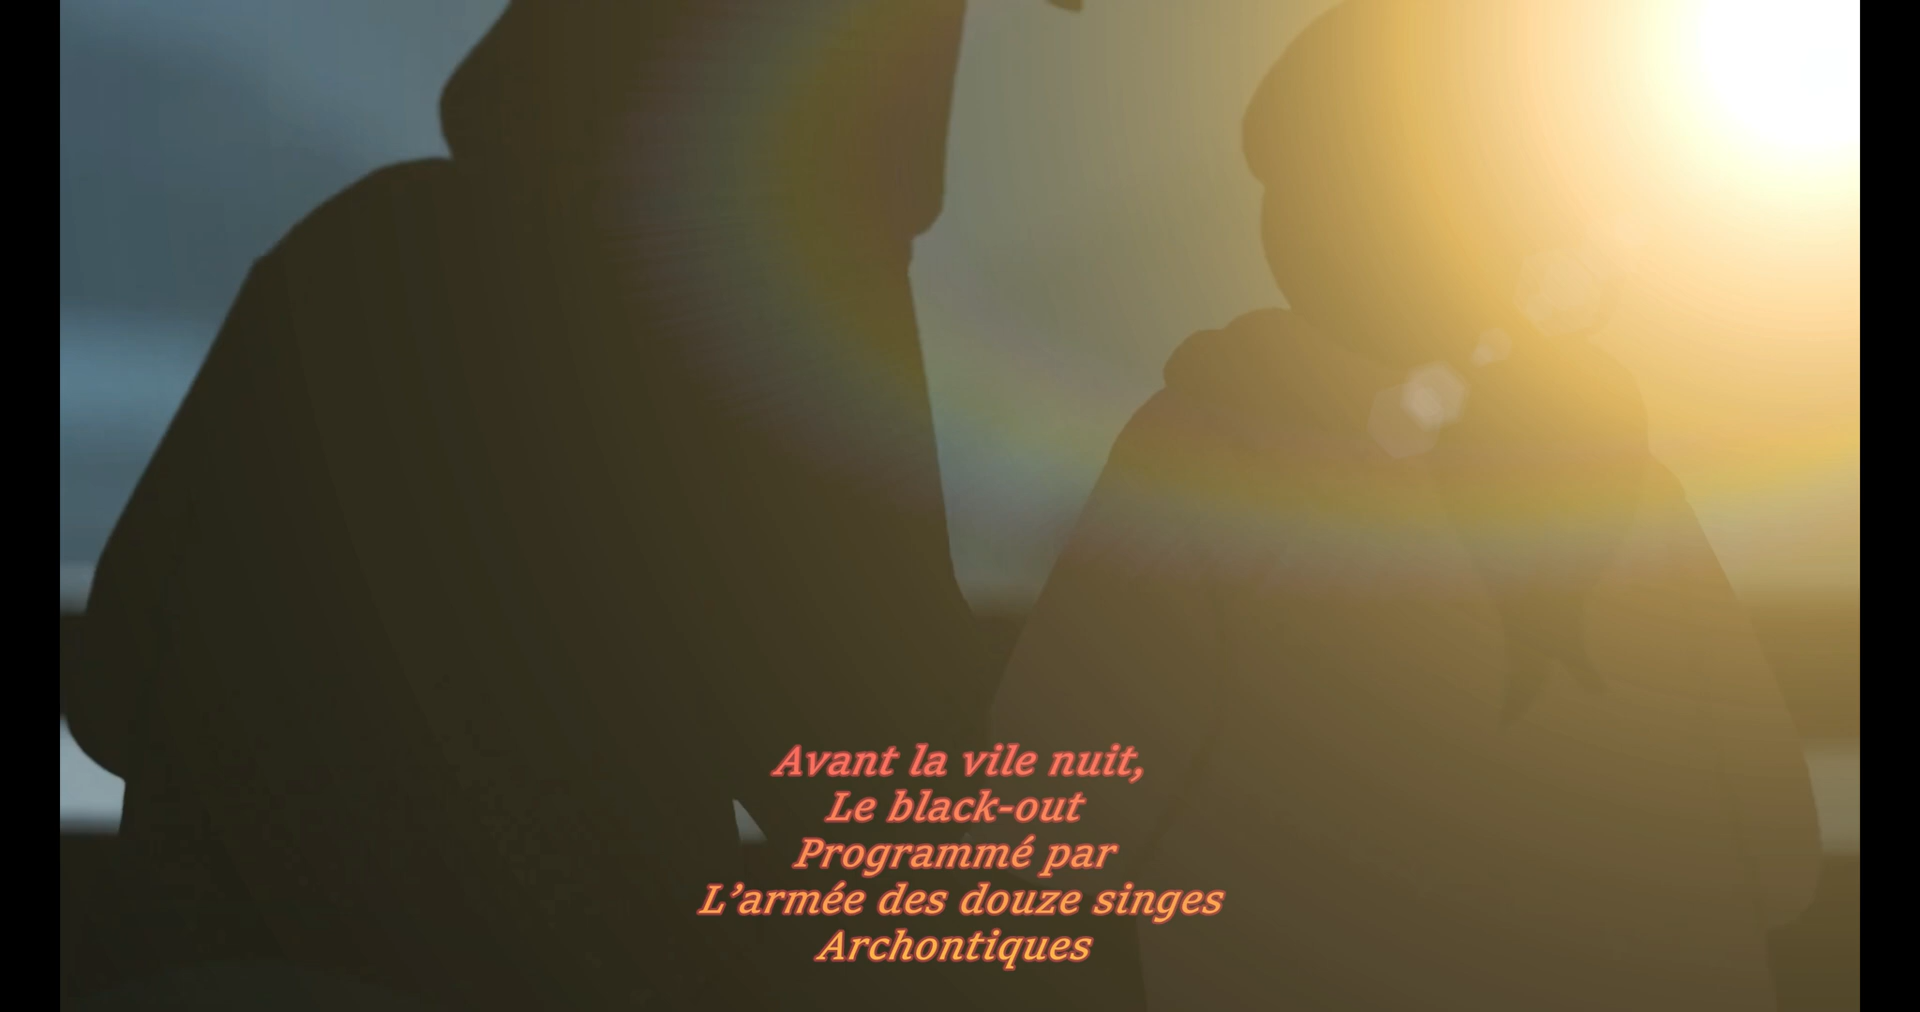 Avant la vile nuit,
Le black-out
Programmé par
L’armée des douze singes
Archontiques